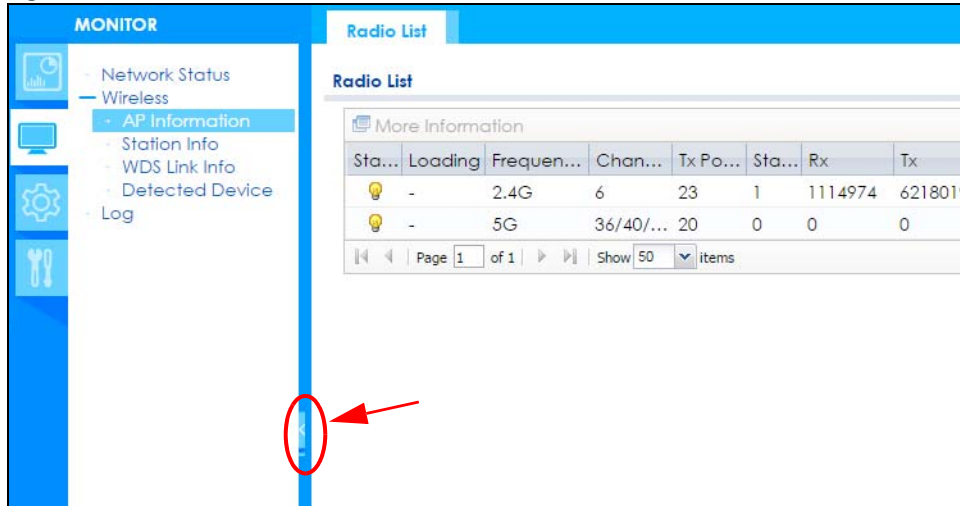 MONITOR
Network Status
Wireless
AP Information
Station Info
WDS Link Info
Detected Device
Log
Radio List
Radio List
More Information
Sta... Loading Frequen... Chan... Tx Po... Sta... Rx Tx
- 2.4G 6 23 1 1114974 621801
- 5G 36/40/... 20 0 0 0
Page 1 of 1 Show 50 items